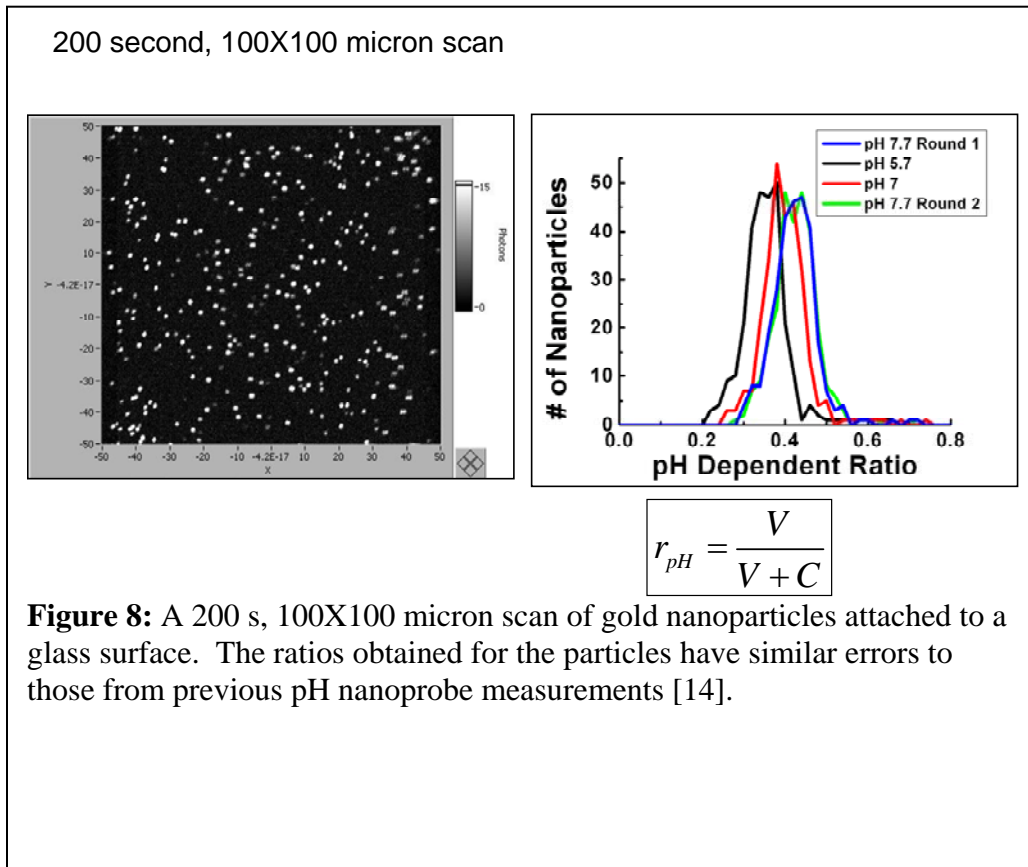 200 second, 100X100 micron scan
50
40
30
20
10
Y -4.2E-17
-10
-20
-30
-40
-50
-50 -40 -30 -20 -10 -4.2E-17 10 20 30 40 50
X
15
0
Photons
pH 7.7 Round 1
pH 5.7
pH 7
pH 7.7 Round 2
# of Nanoparticles
50
40
30
20
10
0
0.0 0.2 0.4 0.6 0.8
pH Dependent Ratio
r_{pH} = \frac{V}{V + C}
Figure 8: A 200 s, 100X100 micron scan of gold nanoparticles attached to a
glass surface. The ratios obtained for the particles have similar errors to
those from previous pH nanoprobe measurements [14].